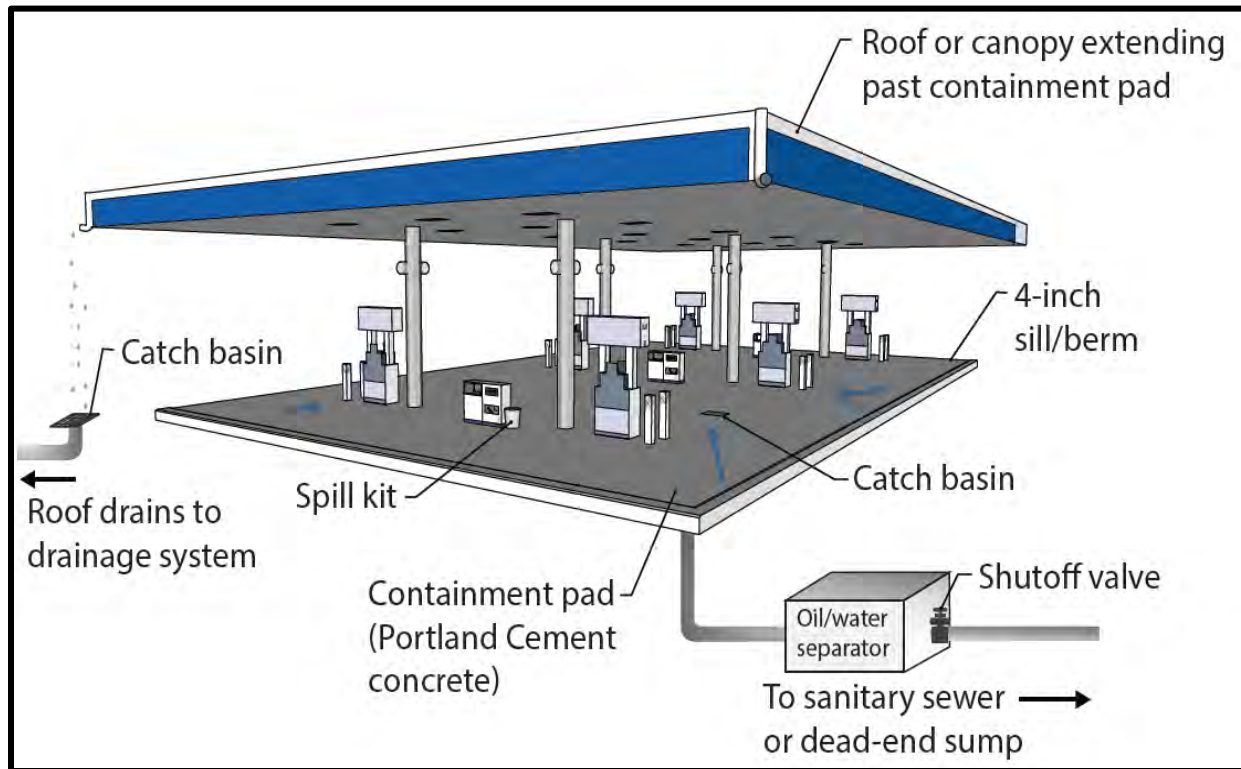 Roof or canopy extending
past containment pad
4-inch
sill/berm
Catch basin
Roof drains to
drainage system
Spill kit
Catch basin
Containment pad
(Portland Cement
concrete)
Shutoff valve
Oil/water
separator
To sanitary sewer
or dead-end sump